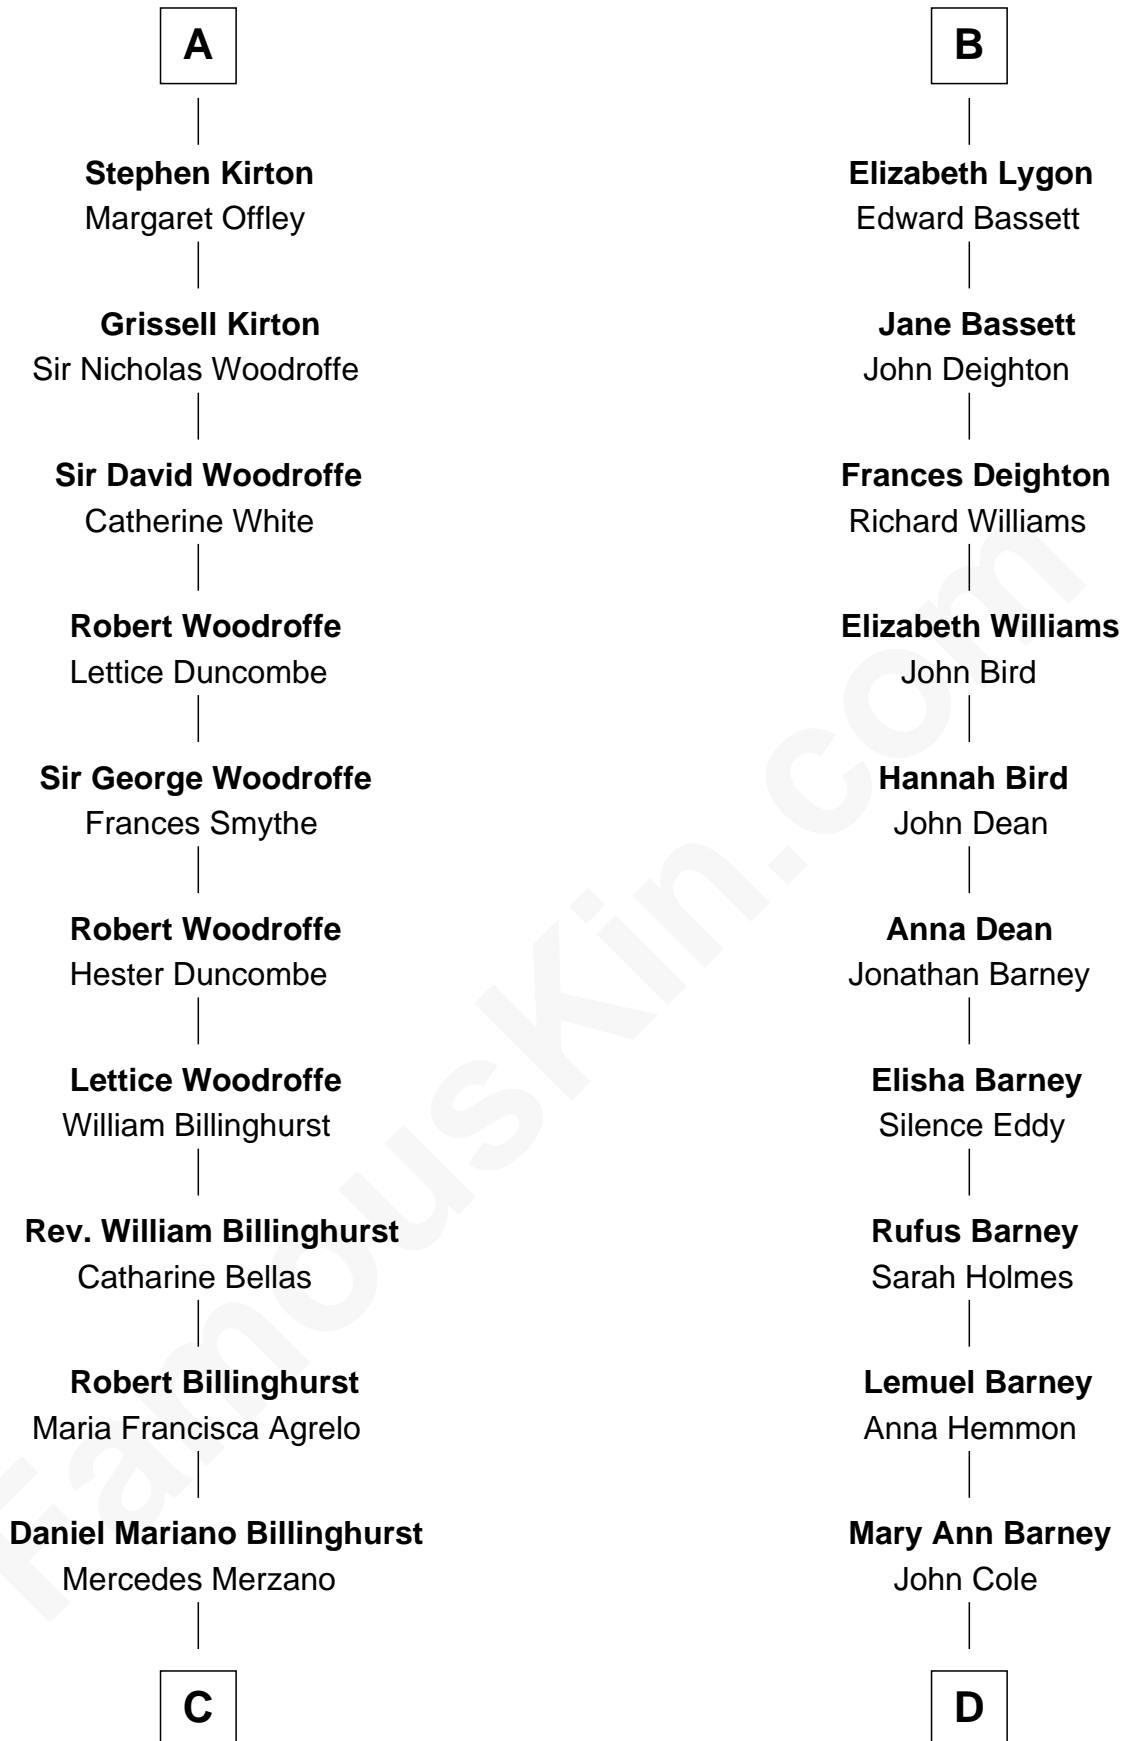 A
Stephen Kirton
Margaret Offley
Grissell Kirton
Sir Nicholas Woodroffe
Sir David Woodroffe
Catherine White
Robert Woodroffe
Lettice Duncombe
Sir George Woodroffe
Frances Smythe
Robert Woodroffe
Hester Duncombe
Lettice Woodroffe
William Billinghurst
Rev. William Billinghurst
Catharine Bellas
Robert Billinghurst
Maria Francisca Agrelo
Daniel Mariano Billinghurst
Mercedes Merzano
C
B
Elizabeth Lygon
Edward Bassett
Jane Bassett
John Deighton
Frances Deighton
Richard Williams
Elizabeth Williams
John Bird
Hannah Bird
John Dean
Anna Dean
Jonathan Barney
Elisha Barney
Silence Eddy
Rufus Barney
Sarah Holmes
Lemuel Barney
Anna Hemmon
Mary Ann Barney
John Cole
D
FamousKin.com